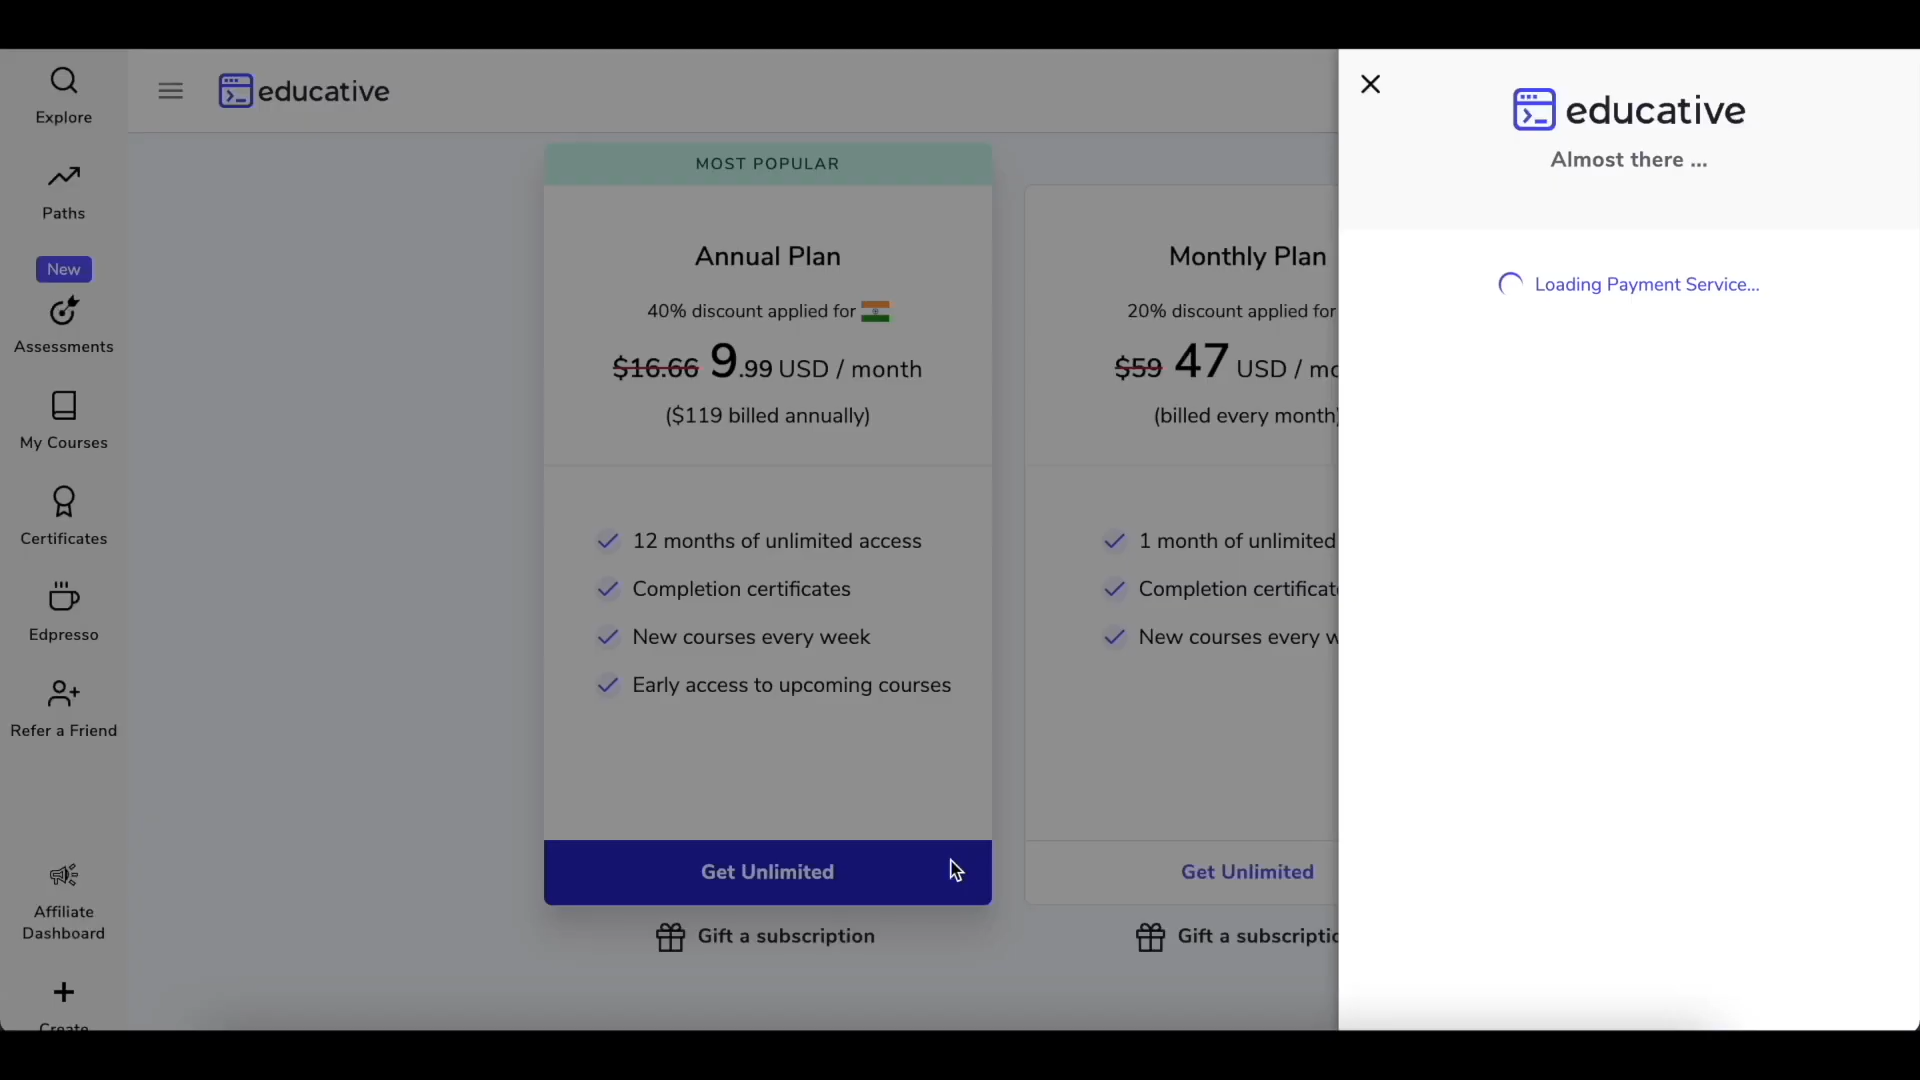 Explore
Paths
New
Assessments
My Courses
Certificates
Edpresso
Refer a Friend
Affiliate
Dashboard
Create
educative
MOST POPULAR
Annual Plan
40% discount applied for
$16.66 9.99 USD / month
($119 billed annually)
12 months of unlimited access
Completion certificates
New courses every week
Early access to upcoming courses
Get Unlimited
Gift a subscription
Monthly Plan
20% discount applied for
$59 47 USD / mo
(billed every month)
1 month of unlimited
Completion certificat
New courses every w
Get Unlimited
Gift a subscriptio
educative
Almost there ...
Loading Payment Service...